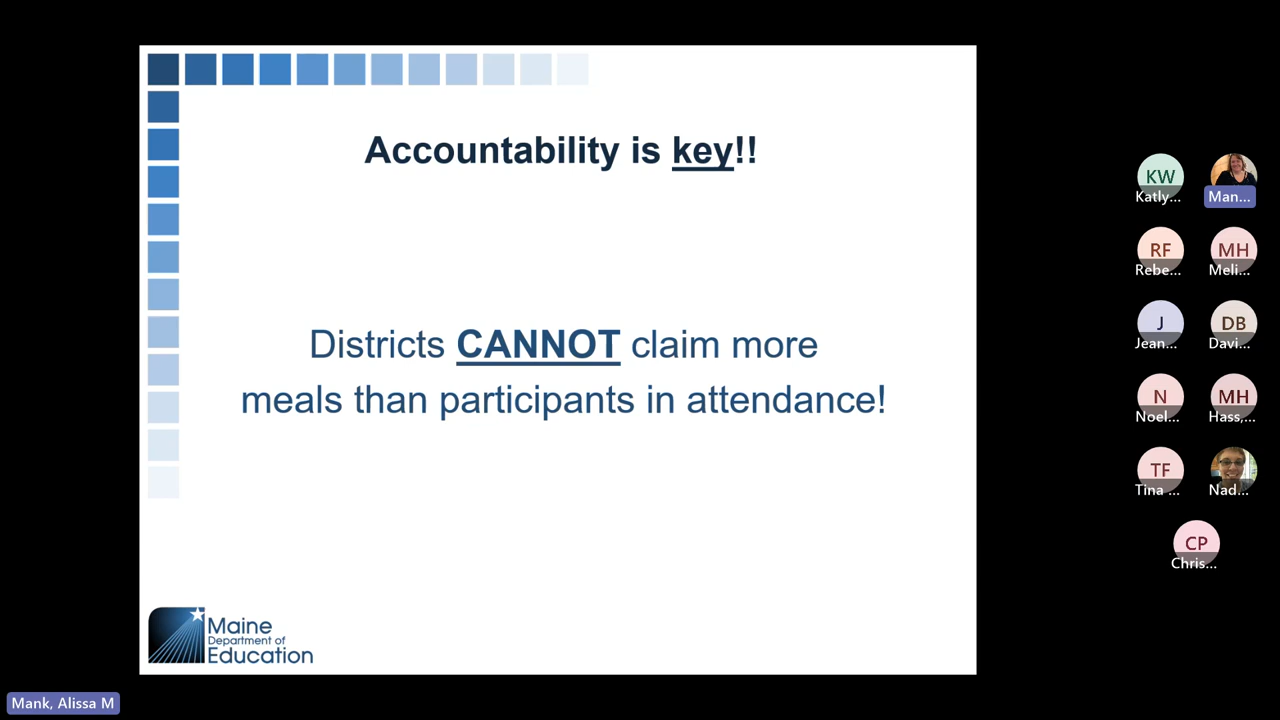 Accountability is key!!
Districts CANNOT claim more
meals than participants in attendance!
Maine
Department of
Education
KW
Katly...
Man...
RF
Rebe...
MH
Meli...
J
Jean...
DB
Davi...
N
Noel...
MH
Hass,...
TF
Tina ...
Nad...
CP
Chris...
Mank, Alissa M